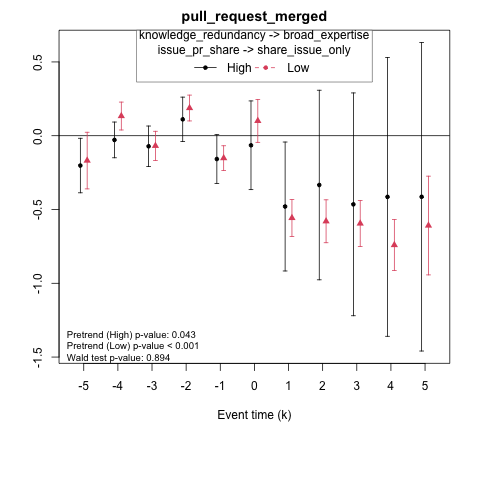 pull_request_merged
knowledge_redundancy -> broad_expertise
issue_pr_share -> share_issue_only
High Low
0.5
0.0
-0.5
-1.0
-1.5
Pretrend (High) p-value: 0.043
Pretrend (Low) p-value < 0.001
Wald test p-value: 0.894
-5 -4 -3 -2 -1 0 1 2 3 4 5
Event time (k)